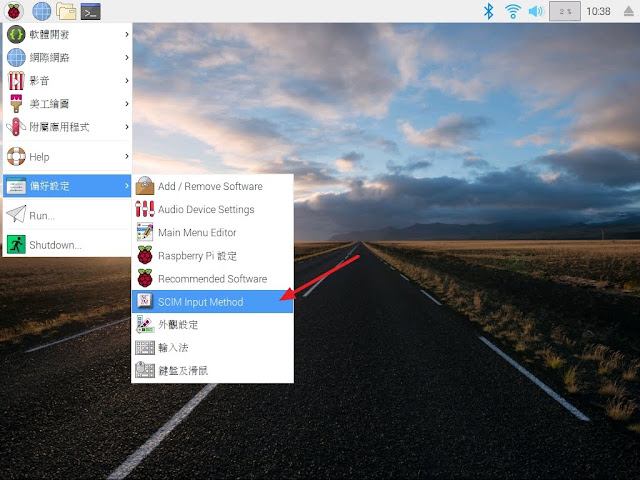 2 %
10:38
軟體開發
網際網路
影音
美工繪圖
附屬應用程式
Help
偏好設定
Run...
Shutdown...
Add / Remove Software
Audio Device Settings
Main Menu Editor
Raspberry Pi 設定
Recommended Software
SCIM Input Method
外觀設定
輸入法
鍵盤及滑鼠